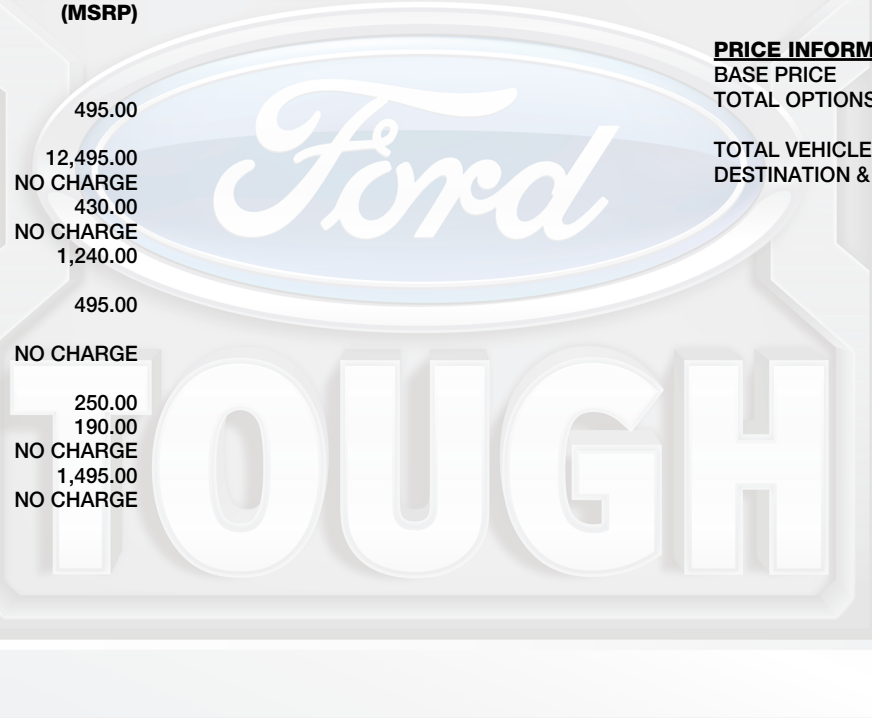 (MSRP)
495.00
12,495.00
NO CHARGE
430.00
NO CHARGE
1,240.00
495.00
NO CHARGE
250.00
190.00
NO CHARGE
1,495.00
NO CHARGE
PRICE INFORM
BASE PRICE
TOTAL OPTIONS
TOTAL VEHICLE
DESTINATION &
Ford
TOUGH